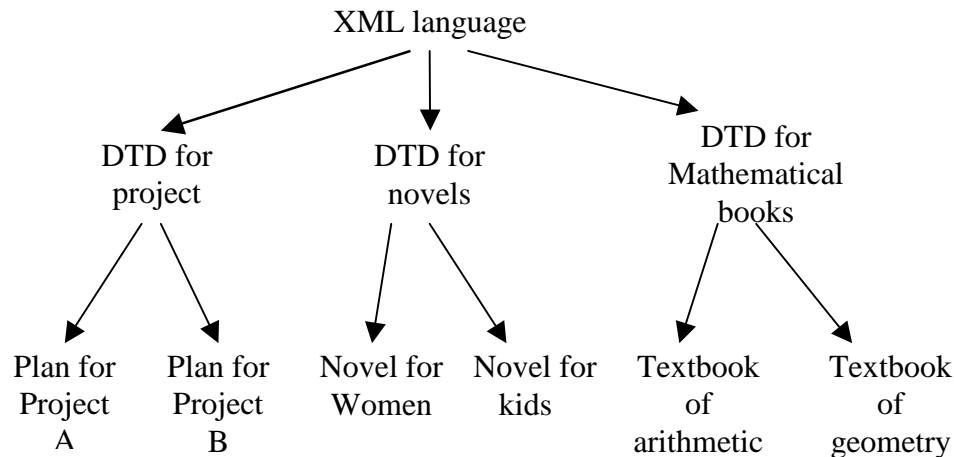 XML language
DTD for
project
DTD for
novels
DTD for
Mathematical
books
Plan for
Project
A
Plan for
Project
B
Novel for
Women
Novel for
kids
Textbook
of
arithmetic
Textbook
of
geometry